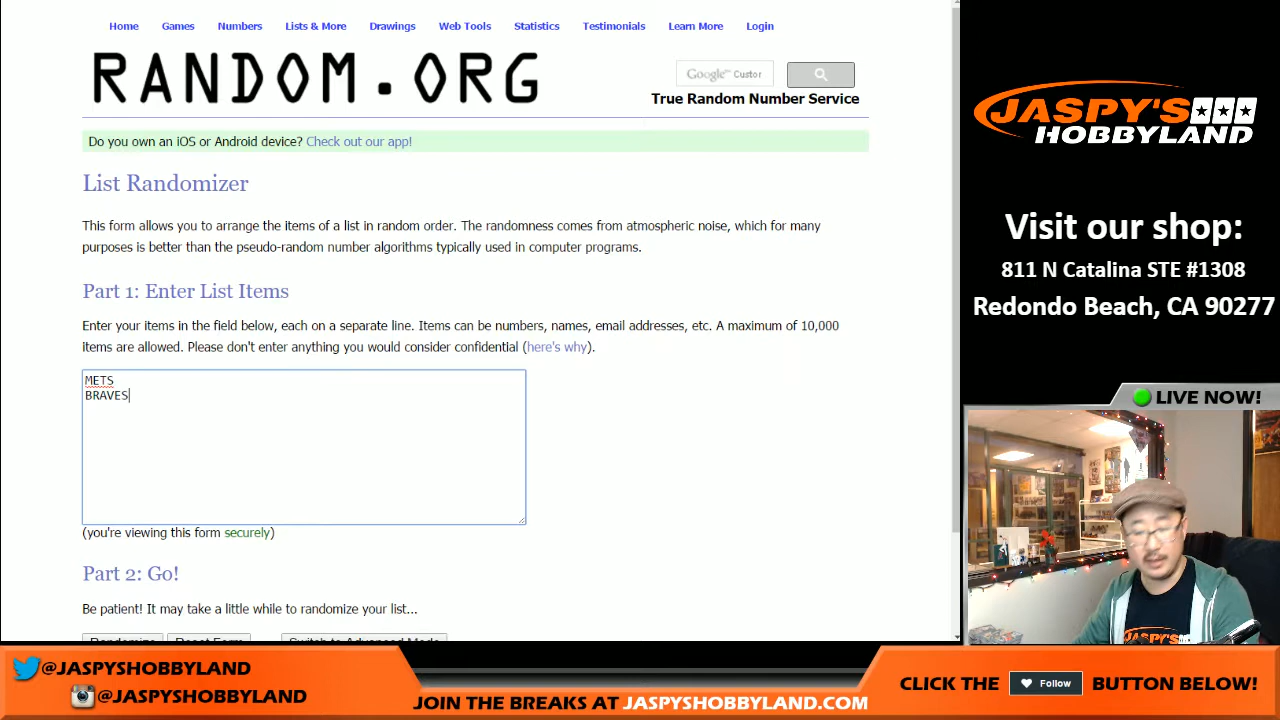 Home Games Numbers Lists & More Drawings Web Tools Statistics Testimonials Learn More Login
RANDOM.ORG
Google™ Custor
True Random Number Service
Do you own an iOS or Android device? Check out our app!
List Randomizer
This form allows you to arrange the items of a list in random order. The randomness comes from atmospheric noise, which for many
purposes is better than the pseudo-random number algorithms typically used in computer programs.
Part 1: Enter List Items
Enter your items in the field below, each on a separate line. Items can be numbers, names, email addresses, etc. A maximum of 10,000
items are allowed. Please don't enter anything you would consider confidential (here's why).
METS
BRAVES
(you're viewing this form securely)
Part 2: Go!
Be patient! It may take a little while to randomize your list...
Randomize Reset Form Switch to Advanced Mode
JASPY'S
HOBBYLAND
Visit our shop:
811 N Catalina STE #1308
Redondo Beach, CA 90277
LIVE NOW!
JASPY'S
@JASPYSHOBBYLAND
@JASPYSHOBBYLAND
JOIN THE BREAKS AT JASPYSHOBBYLAND.COM
CLICK THE Follow BUTTON BELOW!